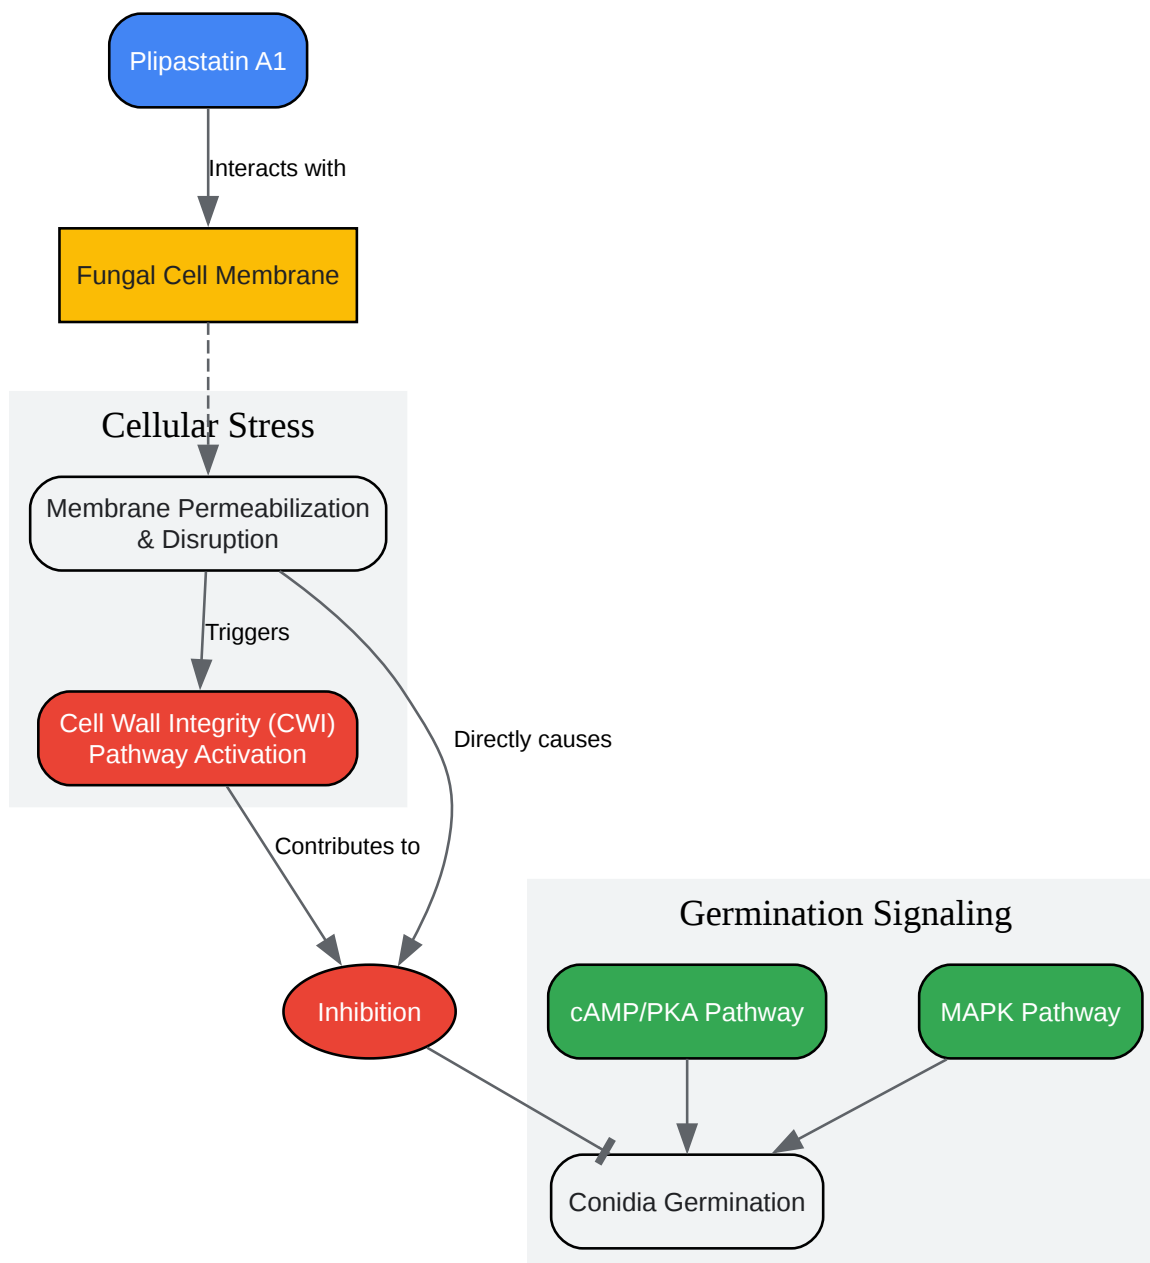 Plipastatin A1
Interacts with
Fungal Cell Membrane
Cellular Stress
Membrane Permeabilization
& Disruption
Triggers
Cell Wall Integrity (CWI)
Pathway Activation
Directly causes
Contributes to
Germination Signaling
Inhibition
cAMP/PKA Pathway
MAPK Pathway
Conidia Germination